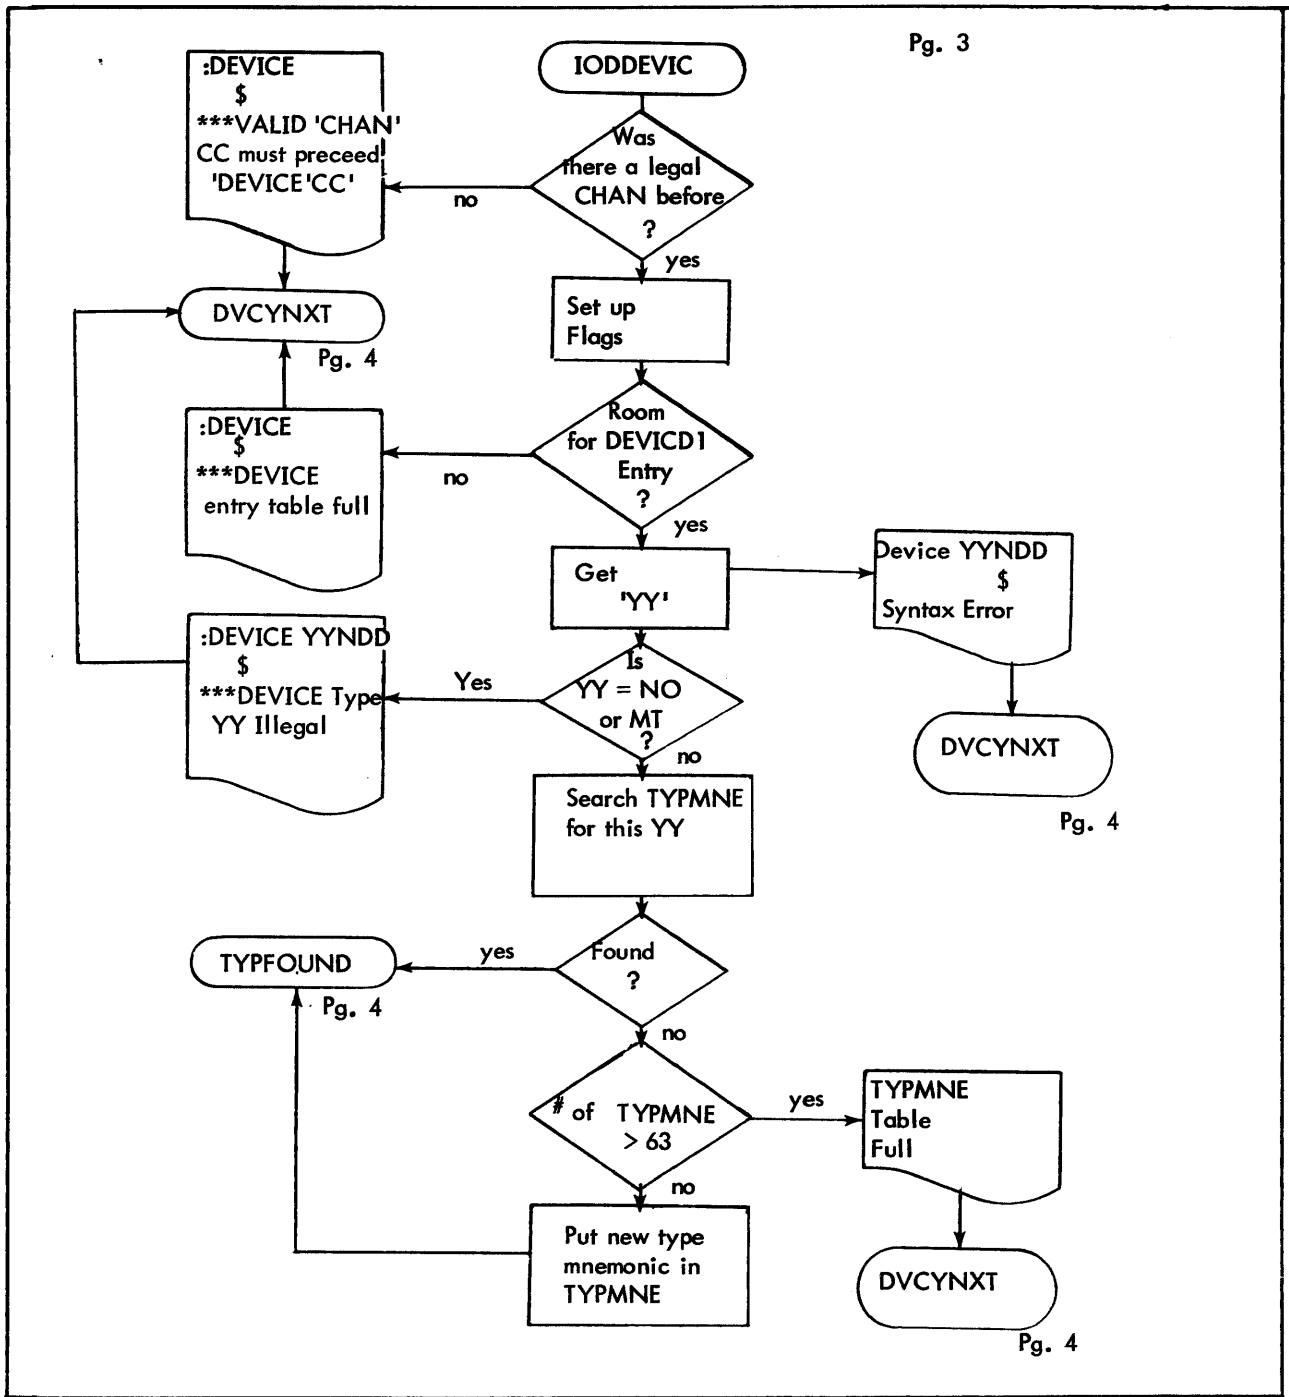 Pg. 3
IODDEVIC
:DEVICE
$
***VALID 'CHAN'
CC must preceed
'DEVICE'CC'
Was
there a legal
CHAN before
?
no
yes
DVCYNXT
Pg. 4
Set up
Flags
:DEVICE
$
***DEVICE
entry table full
Room
for DEVICD1
Entry
?
no
yes
Get
'YY'
Device YYNDD
$
Syntax Error
DVCYNXT
Pg. 4
:DEVICE YYNDD
$
***DEVICE Type
YY Illegal
Yes
Is
YY = NO
or MT
?
no
Search TYPMNE
for this YY
TYPFOUND
Pg. 4
yes
Found
?
no
# of TYPMNE
> 63
yes
TYPMNE
Table
Full
no
Put new type
mnemonic in
TYPMNE
DVCYNXT
Pg. 4